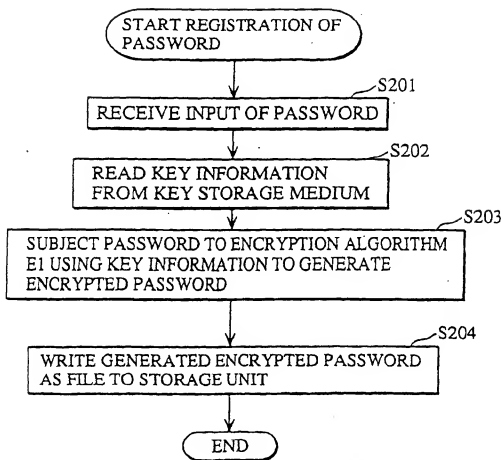 START REGISTRATION OF
PASSWORD
S201
RECEIVE INPUT OF PASSWORD
S202
READ KEY INFORMATION
FROM KEY STORAGE MEDIUM
S203
SUBJECT PASSWORD TO ENCRYPTION ALGORITHM
E1 USING KEY INFORMATION TO GENERATE
ENCRYPTED PASSWORD
S204
WRITE GENERATED ENCRYPTED PASSWORD
AS FILE TO STORAGE UNIT
END